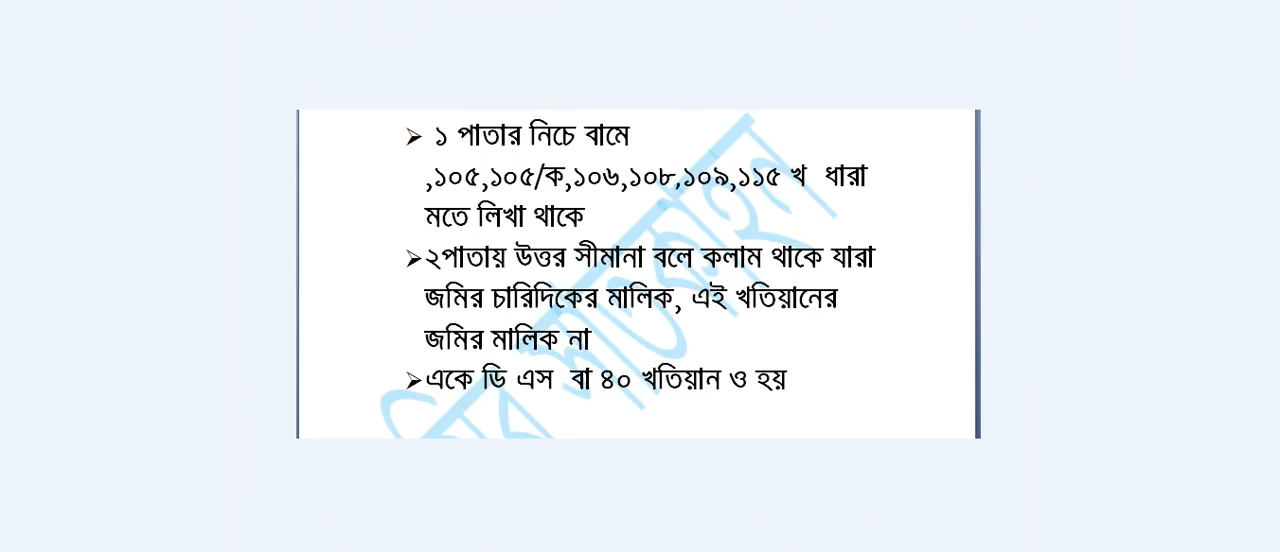 ➢ ১ পাতার নিচে বামে
,১০৫,১০৫/ক,১০৬,১০৮,১০৯,১১৫ খ ধারা
মতে লিখা থাকে
➢২পাতায় উত্তর সীমানা বলে কলাম থাকে যারা
জমির চারিদিকের মালিক, এই খতিয়ানের
জমির মালিক না
➢একে ডি এস বা ৪০ খতিয়ান ও হয়